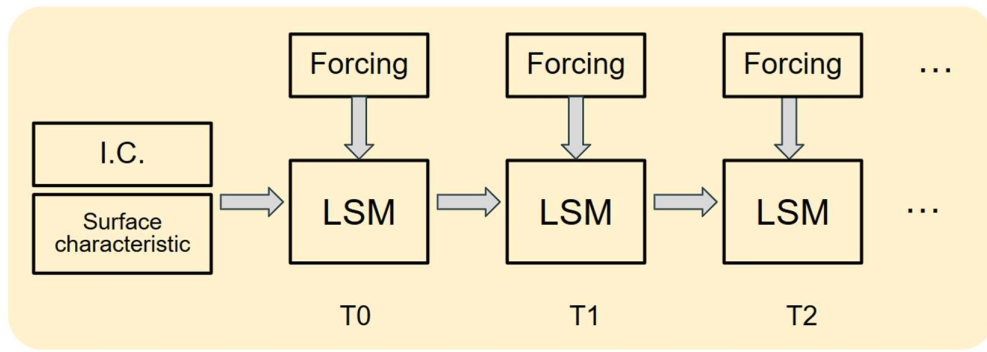 Forcing
Forcing
Forcing
...
I.C.
Surface
characteristic
LSM
LSM
LSM
...
T0
T1
T2